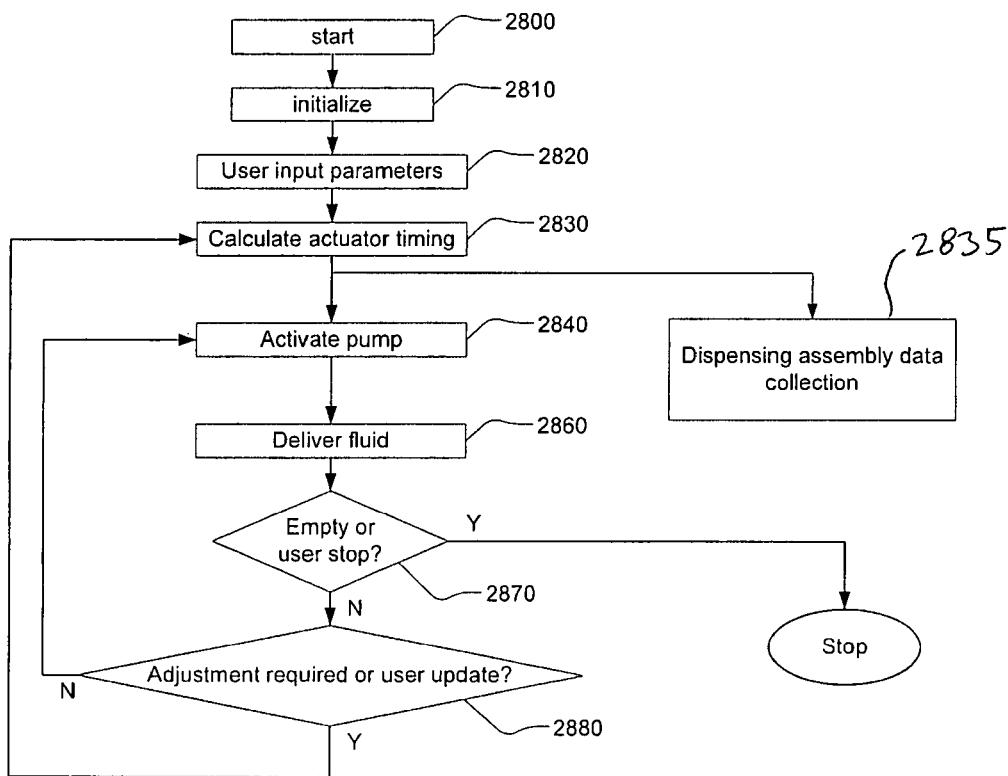 start
2800
initialize
2810
User input parameters
2820
Calculate actuator timing
2830
2835
Activate pump
2840
Dispensing assembly data
collection
Deliver fluid
2860
Empty or
user stop?
Y
2870
N
Stop
Adjustment required or user update?
N
2880
Y